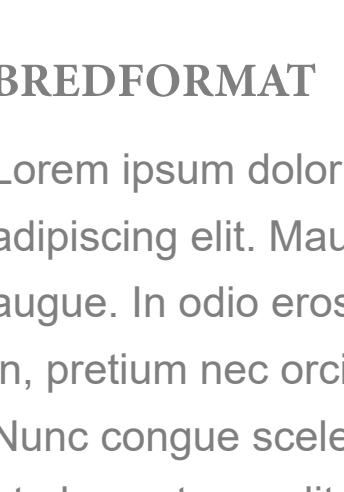 BREDFORMAT
Lorem ipsum dolor
adipiscing elit. Mau
augue. In odio eros
n, pretium nec orci
Nunc congue scele